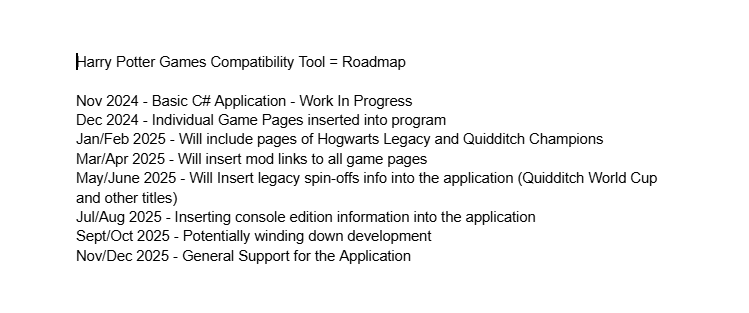 Harry Potter Games Compatibility Tool = Roadmap
Nov 2024 - Basic C# Application - Work In Progress
Dec 2024 - Individual Game Pages inserted into program
Jan/Feb 2025 - Will include pages of Hogwarts Legacy and Quidditch Champions
Mar/Apr 2025 - Will insert mod links to all game pages
May/June 2025 - Will Insert legacy spin-offs info into the application (Quidditch World Cup
and other titles)
Jul/Aug 2025 - Inserting console edition information into the application
Sept/Oct 2025 - Potentially winding down development
Nov/Dec 2025 - General Support for the Application